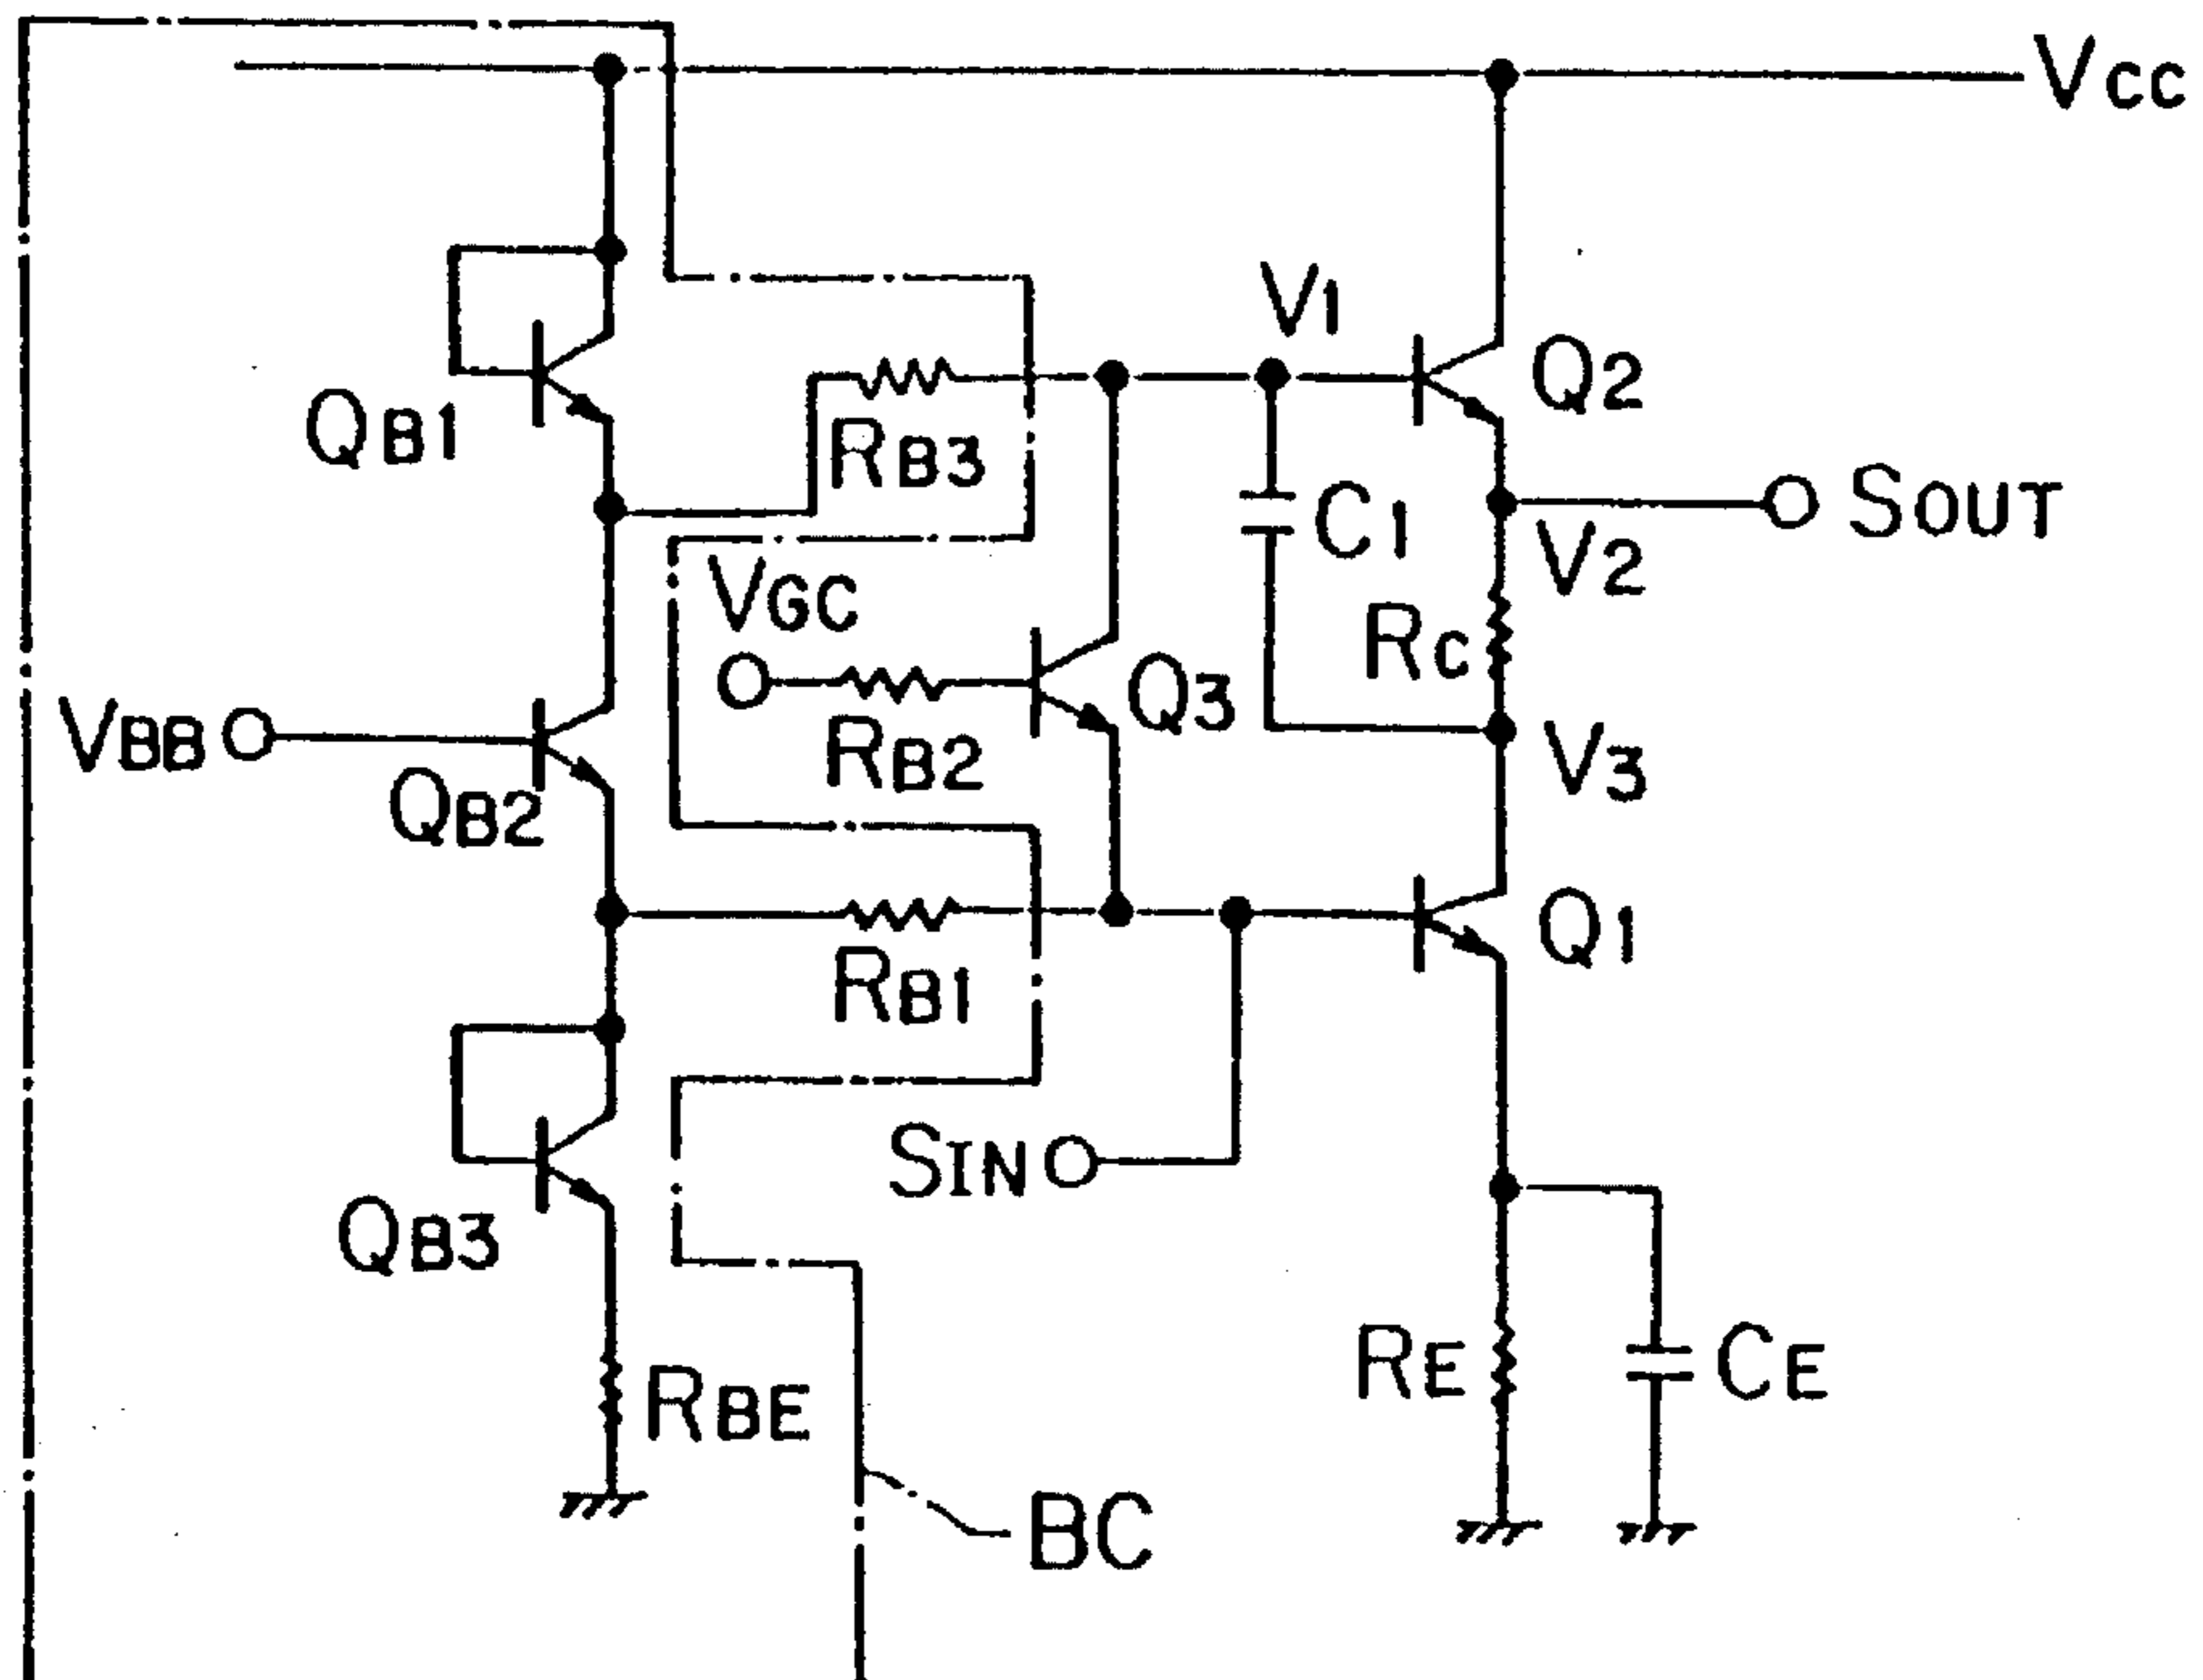 VCC
V1
Q2
QB1
RB3
SOUT
C1
V2
VGC
RC
Q3
VBB
RB2
V3
QB2
Q1
RB1
SIN
QB3
RE
CE
RBE
BC